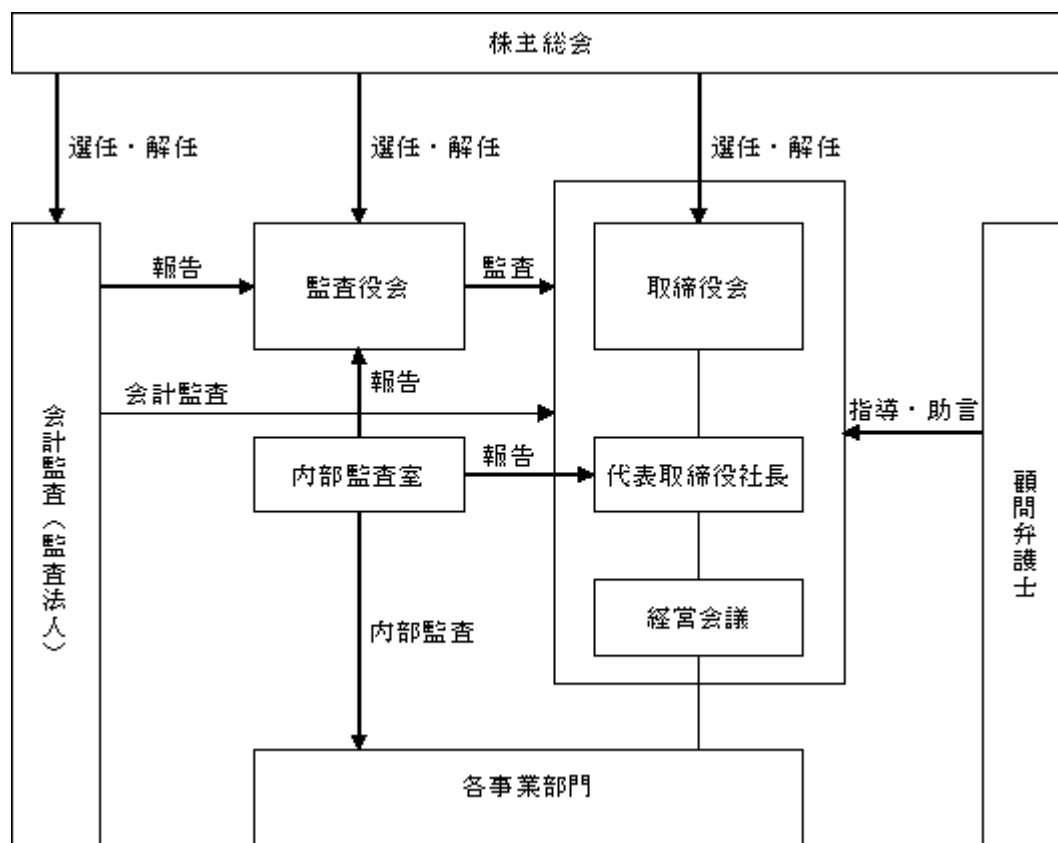 株主総会
選任・解任
選任・解任
選任・解任
報告
監査役会
監査
取締役会
会計監査
報告
指導・助言
会計監査（監査法人）
内部監査室
報告
代表取締役社長
顧問弁護士
経営会議
内部監査
各事業部門